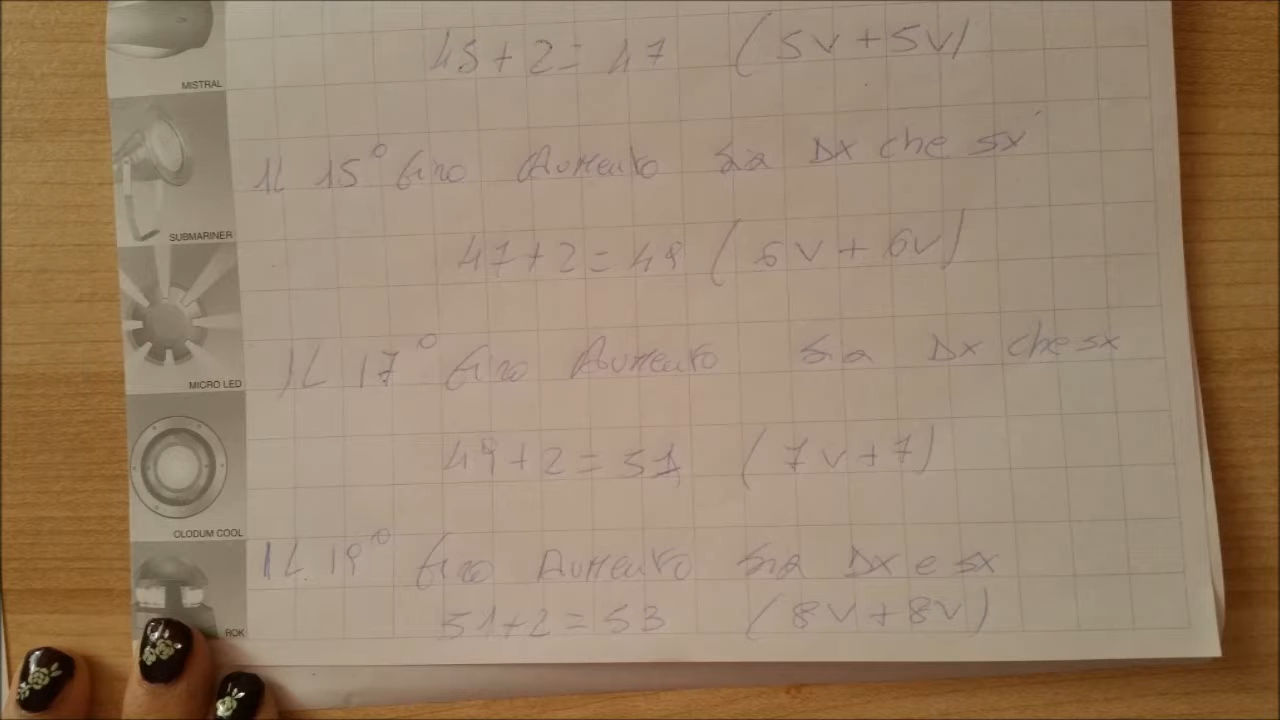 45+2=47 (5v+5v)
MISTRAL
IL 15° Giro Aumento Sia Dx che sx
SUBMARINER
47+2=49 (6v+6v)
IL 17° Giro Aumento Sia Dx che sx
MICRO LED
49+2=51 (7v+7)
OLODUM COOL
IL 19° Giro Aumento Sia Dx e sx
51+2=53 (8v+8v)
ROK